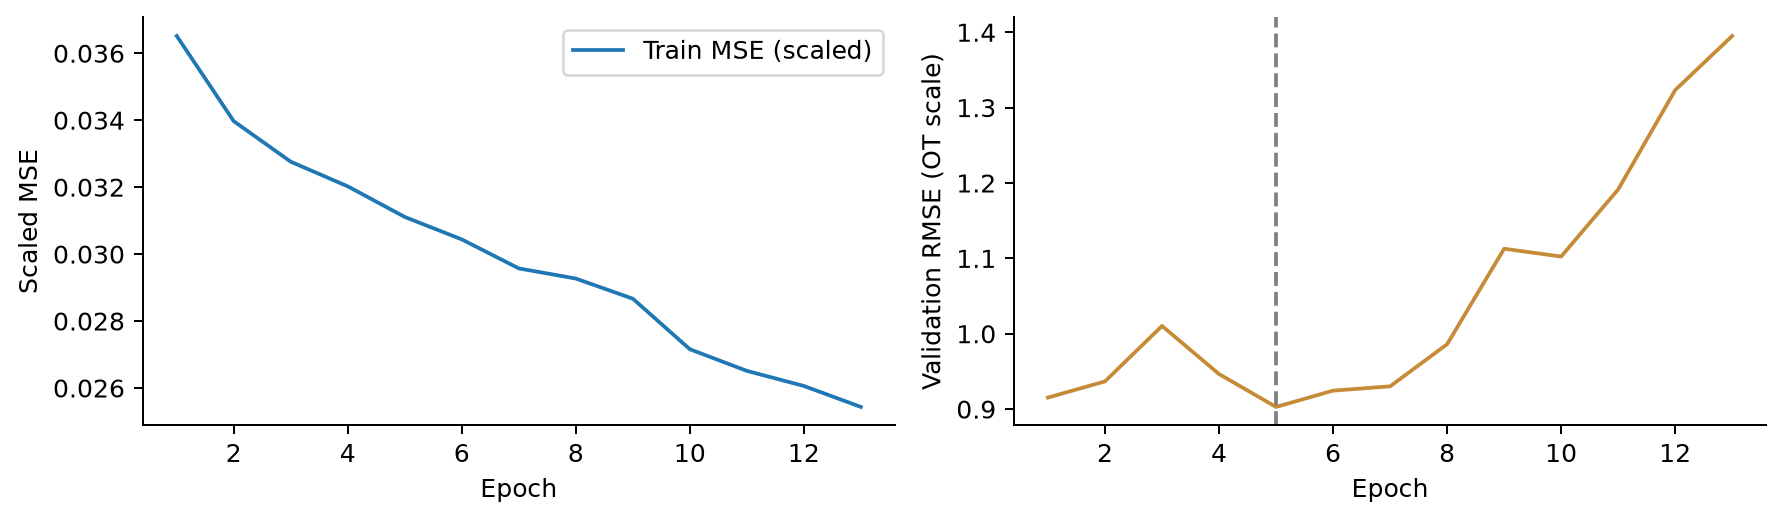 Train MSE (scaled)
Scaled MSE
0.036
0.034
0.032
0.030
0.028
0.026
2 4 6 8 10 12
Epoch
Validation RMSE (OT scale)
1.4
1.3
1.2
1.1
1.0
0.9
2 4 6 8 10 12
Epoch